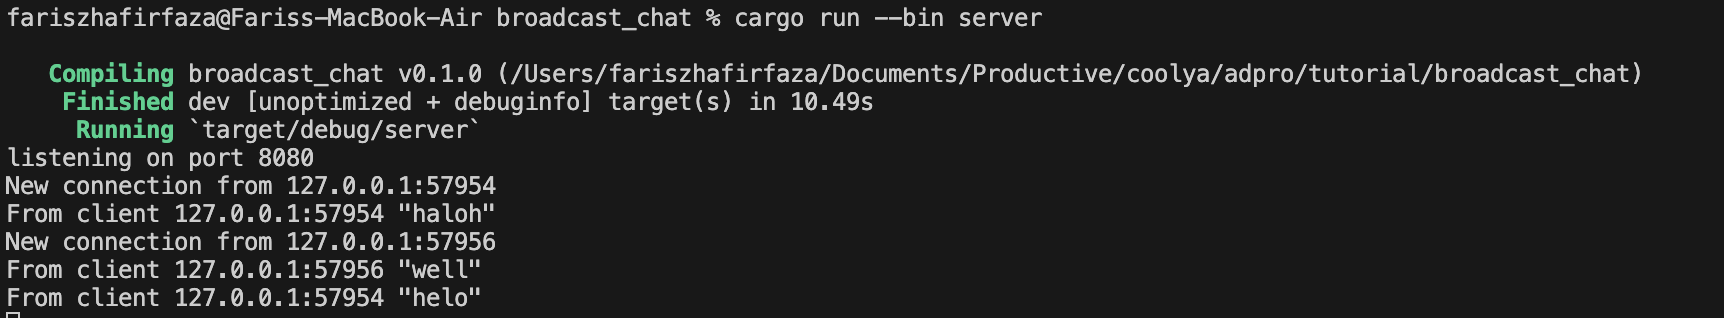 fariszhafirfaza@Fariss-MacBook-Air broadcast_chat % cargo run --bin server
Compiling broadcast_chat v0.1.0 (/Users/fariszhafirfaza/Documents/Productive/coolya/adpro/tutorial/broadcast_chat)
Finished dev [unoptimized + debuginfo] target(s) in 10.49s
Running `target/debug/server`
listening on port 8080
New connection from 127.0.0.1:57954
From client 127.0.0.1:57954 "haloh"
New connection from 127.0.0.1:57956
From client 127.0.0.1:57956 "well"
From client 127.0.0.1:57954 "helo"